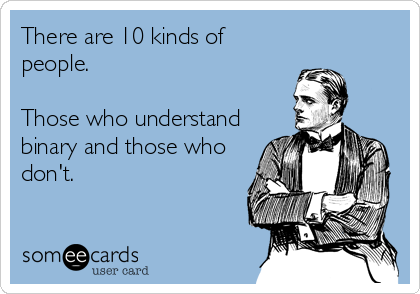 There are 10 kinds of
people.
Those who understand
binary and those who
don't.
someecards
user card